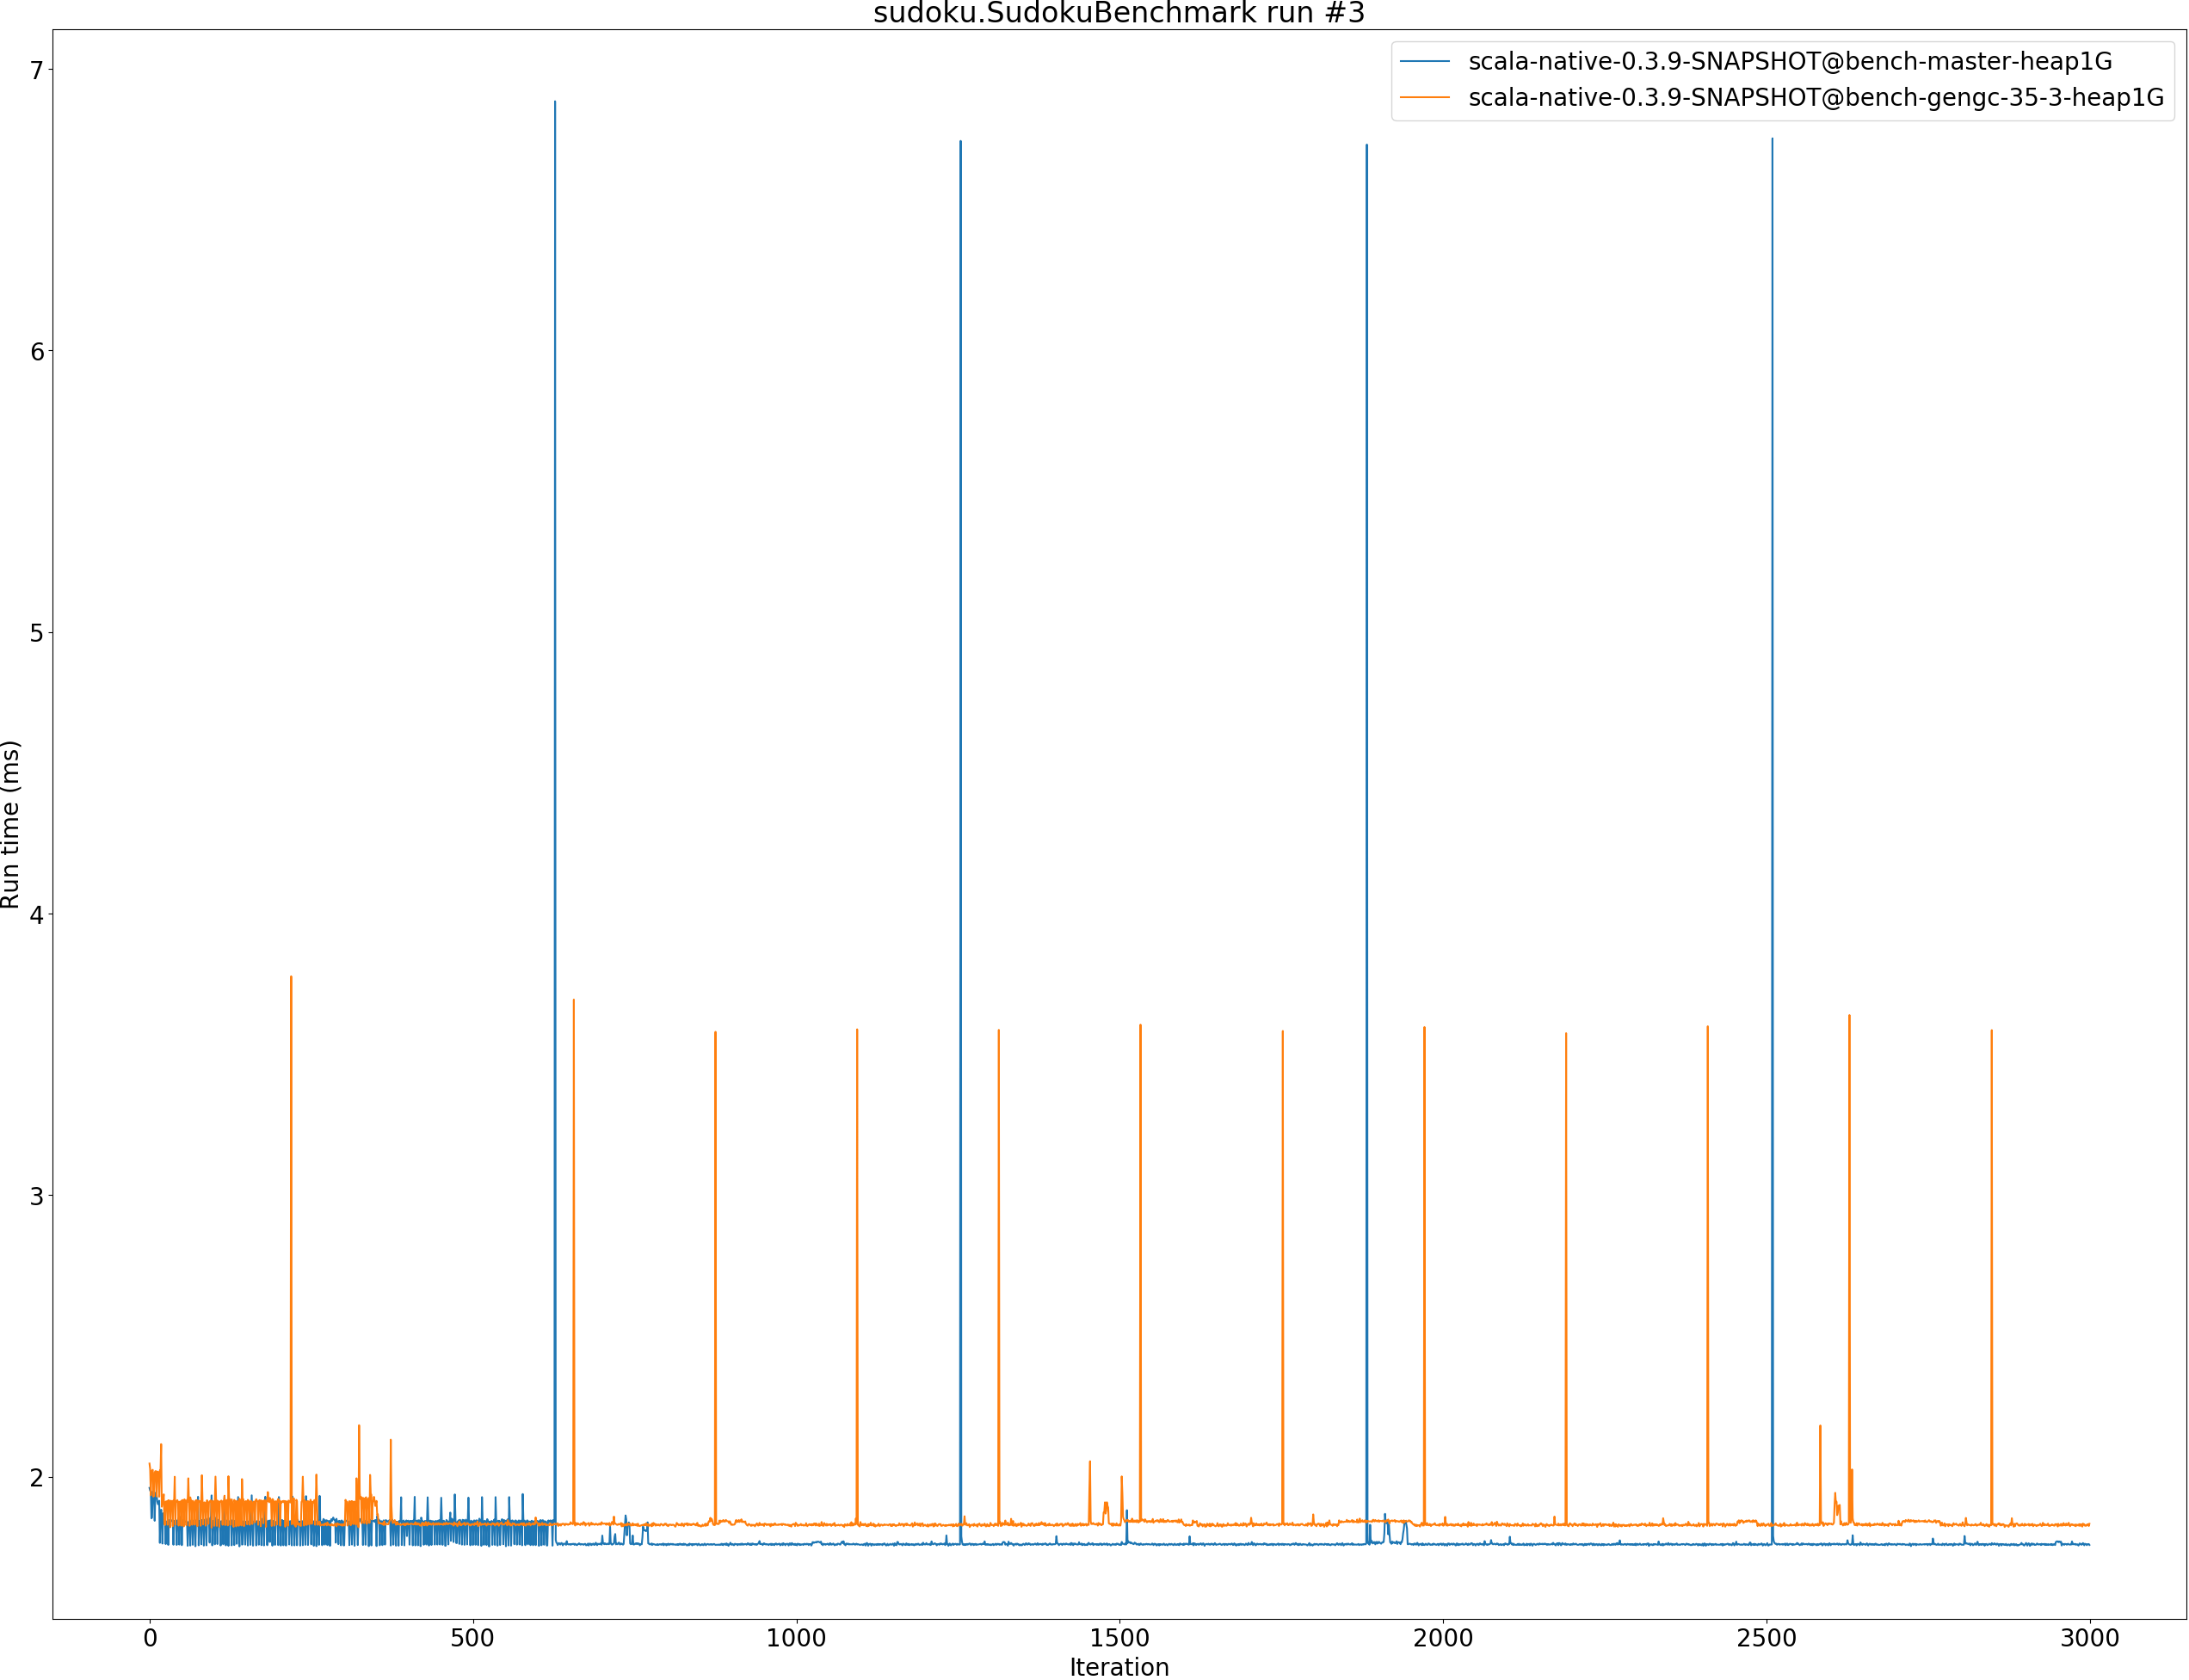 sudoku.SudokuBenchmark run #3
scala-native-0.3.9-SNAPSHOT@bench-master-heap1G
scala-native-0.3.9-SNAPSHOT@bench-gengc-35-3-heap1G
Run time (ms)
7
6
5
4
3
2
0
500
1000
1500
2000
2500
3000
Iteration